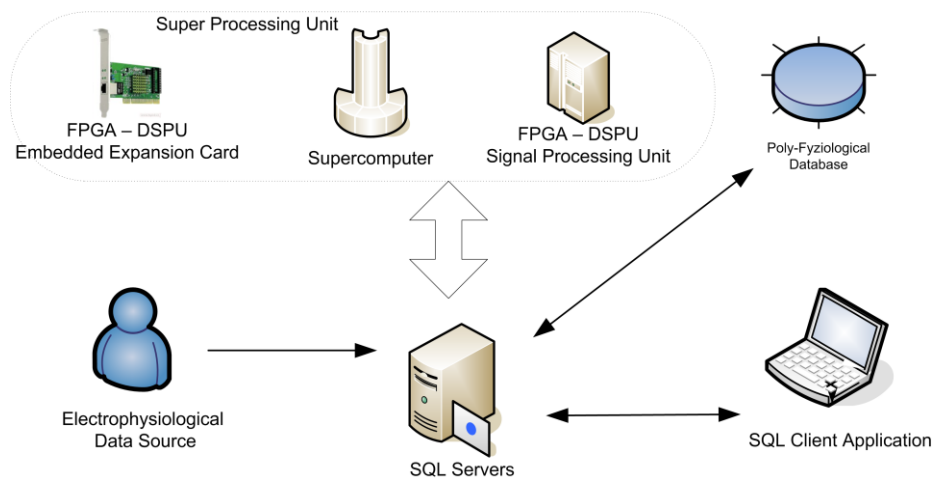 Super Processing Unit
FPGA – DSPU
Embedded Expansion Card
Supercomputer
FPGA – DSPU
Signal Processing Unit
Poly-Fyziological
Database
Electrophysiological
Data Source
SQL Servers
SQL Client Application